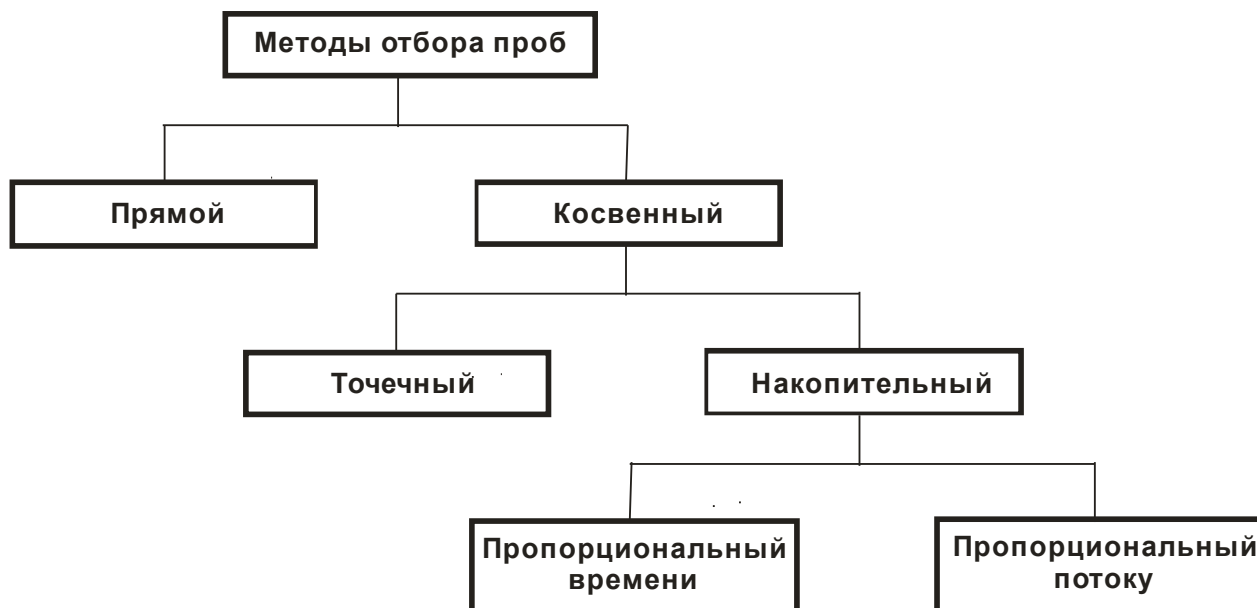 Методы отбора проб
Прямой
Косвенный
Точечный
Накопительный
Пропорциональный
времени
Пропорциональный
потоку